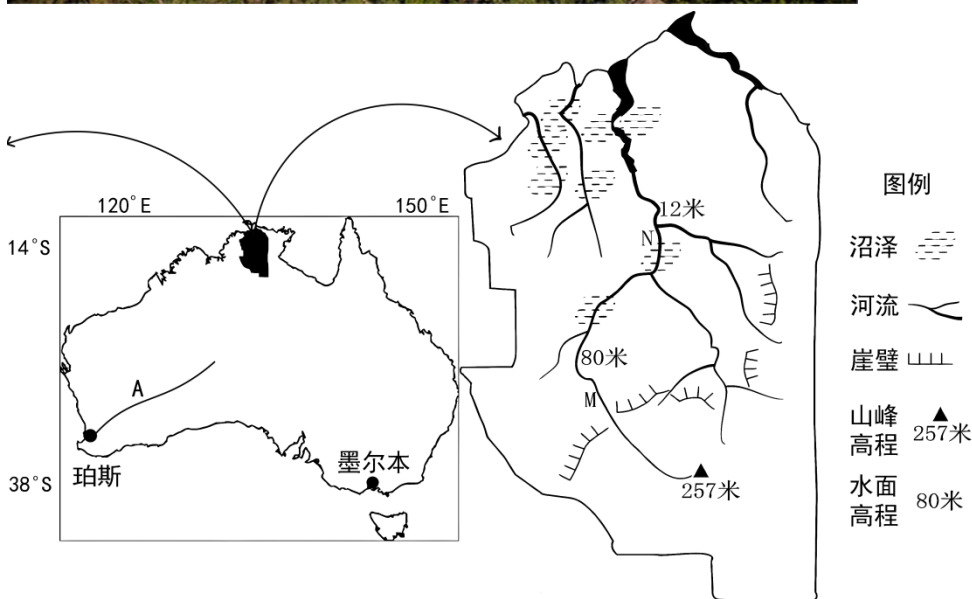 120°E
150°E
14°S
38°S
A
珀斯
墨尔本
12米
N
80米
M
257米
图例
沼泽
河流
崖壁
山峰
高程
257米
水面
高程
80米